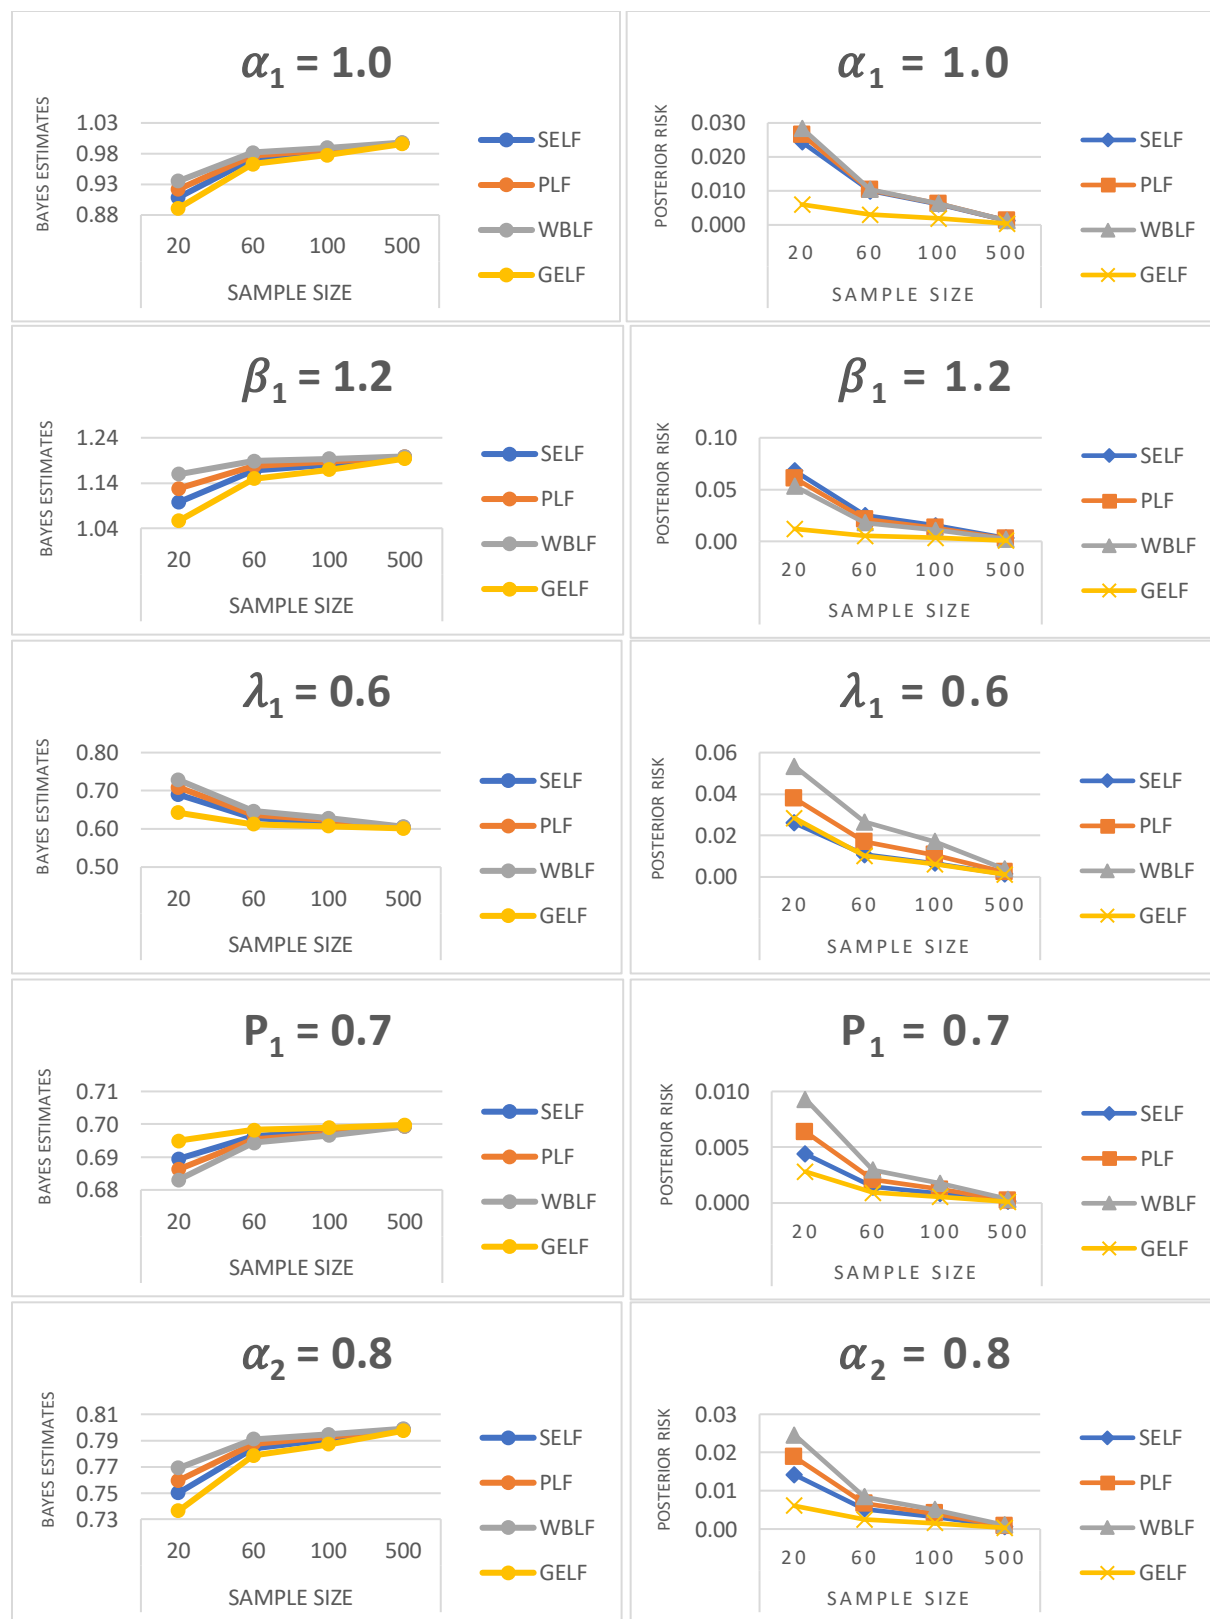 α₁ = 1.0
BAYES ESTIMATES
1.03
0.98
0.93
0.88
20 60 100 500
SAMPLE SIZE
SELF
PLF
WBLF
GELF
α₁ = 1.0
POSTERIOR RISK
0.030
0.020
0.010
0.000
20 60 100 500
SAMPLE SIZE
SELF
PLF
WBLF
GELF
β₁ = 1.2
BAYES ESTIMATES
1.24
1.14
1.04
20 60 100 500
SAMPLE SIZE
SELF
PLF
WBLF
GELF
β₁ = 1.2
POSTERIOR RISK
0.10
0.05
0.00
20 60 100 500
SAMPLE SIZE
SELF
PLF
WBLF
GELF
λ₁ = 0.6
BAYES ESTIMATES
0.80
0.70
0.60
0.50
20 60 100 500
SAMPLE SIZE
SELF
PLF
WBLF
GELF
λ₁ = 0.6
POSTERIOR RISK
0.06
0.04
0.02
0.00
20 60 100 500
SAMPLE SIZE
SELF
PLF
WBLF
GELF
P₁ = 0.7
BAYES ESTIMATES
0.71
0.70
0.69
0.68
20 60 100 500
SAMPLE SIZE
SELF
PLF
WBLF
GELF
P₁ = 0.7
POSTERIOR RISK
0.010
0.005
0.000
20 60 100 500
SAMPLE SIZE
SELF
PLF
WBLF
GELF
α₂ = 0.8
BAYES ESTIMATES
0.81
0.79
0.77
0.75
0.73
20 60 100 500
SAMPLE SIZE
SELF
PLF
WBLF
GELF
α₂ = 0.8
POSTERIOR RISK
0.03
0.02
0.01
0.00
20 60 100 500
SAMPLE SIZE
SELF
PLF
WBLF
GELF